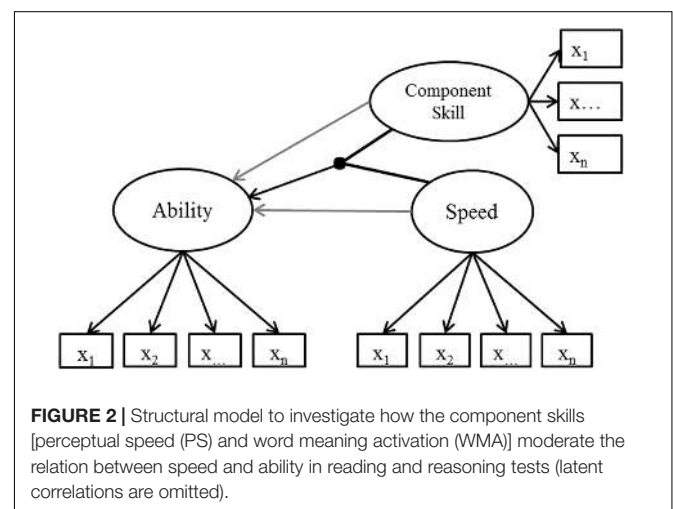 x1
Component
Skill
x...
xn
Ability
Speed
x1 x2 x... xn
x1 x2 x... xn
FIGURE 2 | Structural model to investigate how the component skills
[perceptual speed (PS) and word meaning activation (WMA)] moderate the
relation between speed and ability in reading and reasoning tests (latent
correlations are omitted).